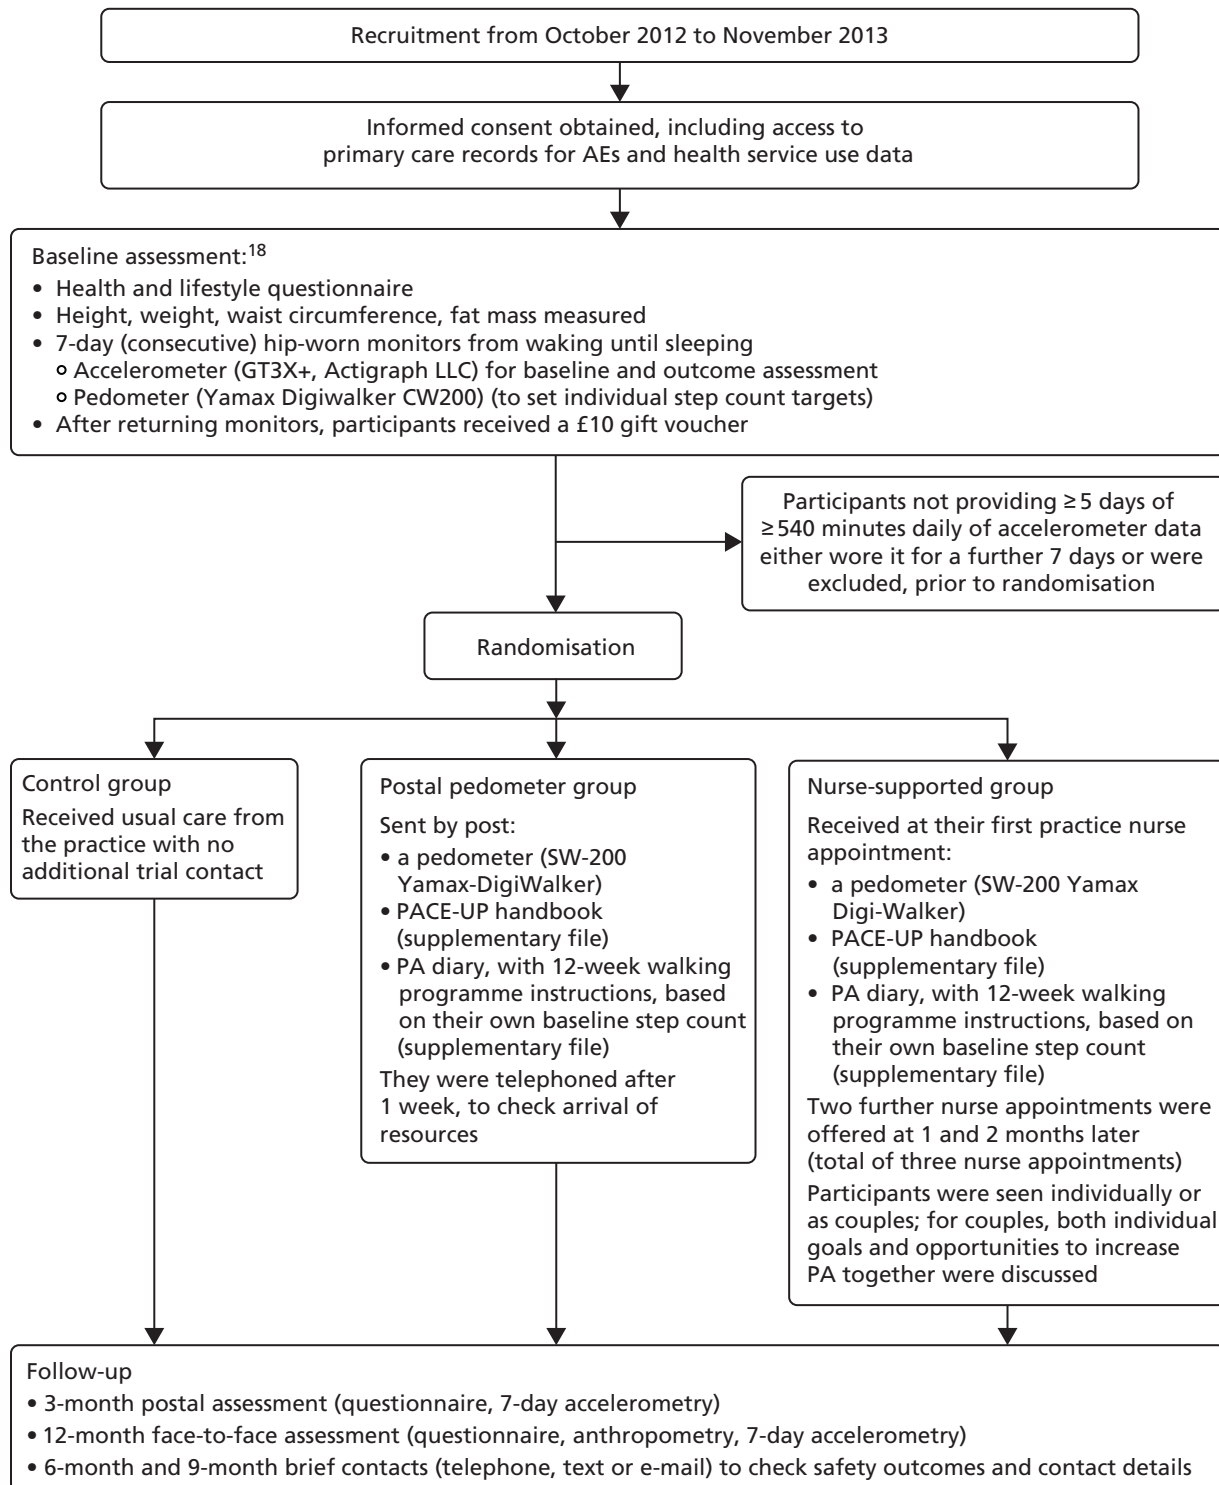 Recruitment from October 2012 to November 2013
Informed consent obtained, including access to
primary care records for AEs and health service use data
Baseline assessment:18
• Health and lifestyle questionnaire
• Height, weight, waist circumference, fat mass measured
• 7-day (consecutive) hip-worn monitors from waking until sleeping
Accelerometer (GT3X+, Actigraph LLC) for baseline and outcome assessment
Pedometer (Yamax Digiwalker CW200) (to set individual step count targets)
• After returning monitors, participants received a £10 gift voucher
Participants not providing ≥5 days of
≥540 minutes daily of accelerometer data
either wore it for a further 7 days or were
excluded, prior to randomisation
Randomisation
Control group
Received usual care from
the practice with no
additional trial contact
Postal pedometer group
Sent by post:
• a pedometer (SW-200
Yamax-DigiWalker)
• PACE-UP handbook
(supplementary file)
• PA diary, with 12-week walking
programme instructions, based
on their own baseline step count
(supplementary file)
They were telephoned after
1 week, to check arrival of
resources
Nurse-supported group
Received at their first practice nurse
appointment:
• a pedometer (SW-200 Yamax
Digi-Walker)
• PACE-UP handbook
(supplementary file)
• PA diary, with 12-week walking
programme instructions, based on
their own baseline step count
(supplementary file)
Two further nurse appointments were
offered at 1 and 2 months later
(total of three nurse appointments)
Participants were seen individually or
as couples; for couples, both individual
goals and opportunities to increase
PA together were discussed
Follow-up
• 3-month postal assessment (questionnaire, 7-day accelerometry)
• 12-month face-to-face assessment (questionnaire, anthropometry, 7-day accelerometry)
• 6-month and 9-month brief contacts (telephone, text or e-mail) to check safety outcomes and contact details